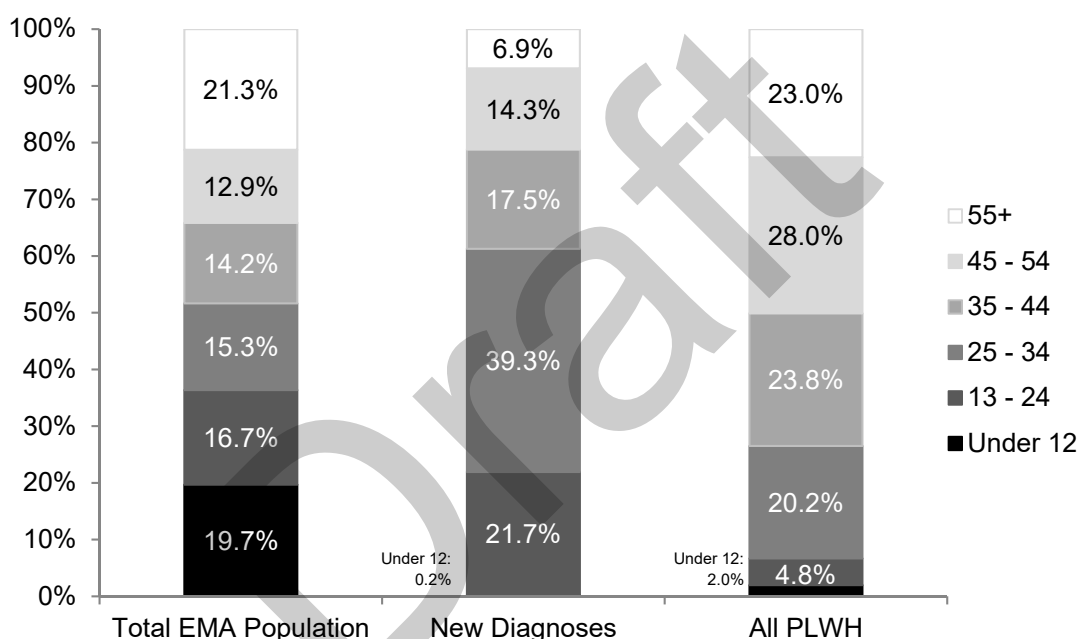 100%
90%
80%
70%
60%
50%
40%
30%
20%
10%
0%
21.3%
12.9%
14.2%
15.3%
16.7%
19.7%
6.9%
14.3%
17.5%
39.3%
21.7%
Under 12:
0.2%
23.0%
28.0%
23.8%
20.2%
4.8%
Under 12:
2.0%
Total EMA Population
New Diagnoses
All PLWH
55+
45 - 54
35 - 44
25 - 34
13 - 24
Under 12
Draft